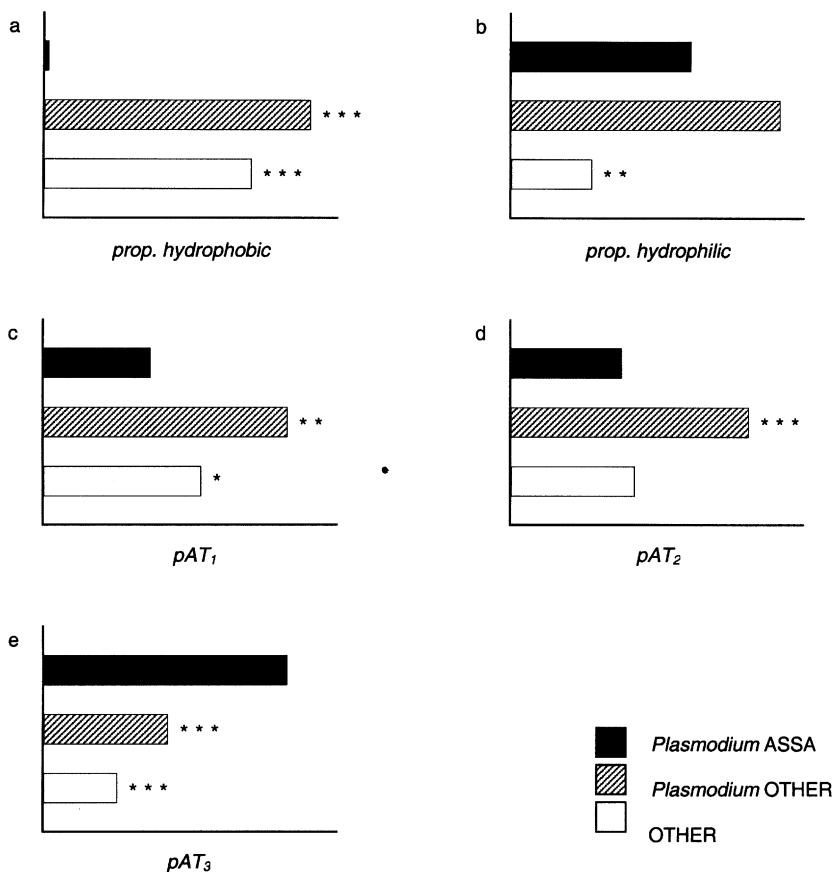 a
* * *
* * *
prop. hydrophobic
b
* *
prop. hydrophilic
c
* *
*
pAT₁
d
* * *
pAT₂
e
* * *
* * *
pAT₃
Plasmodium ASSA
Plasmodium OTHER
OTHER